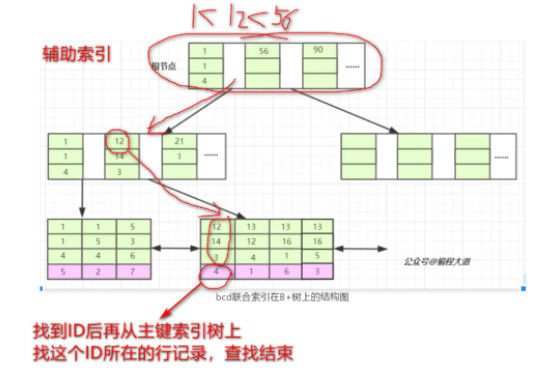 1<12<56
辅助索引
根节点
1 56 90
1
4
......
1 12 21
1 14 1
4 3
......
......
1 1 5
1 5 3
4 4 6
5 2 7
12 13 13 13
14 12 16 16
3 4 1 5
4 1 6 3
公众号@编程大道
bcd联合索引在B+树上的结构图
找到ID后再从主键索引树上
找这个ID所在的行记录，查找结束